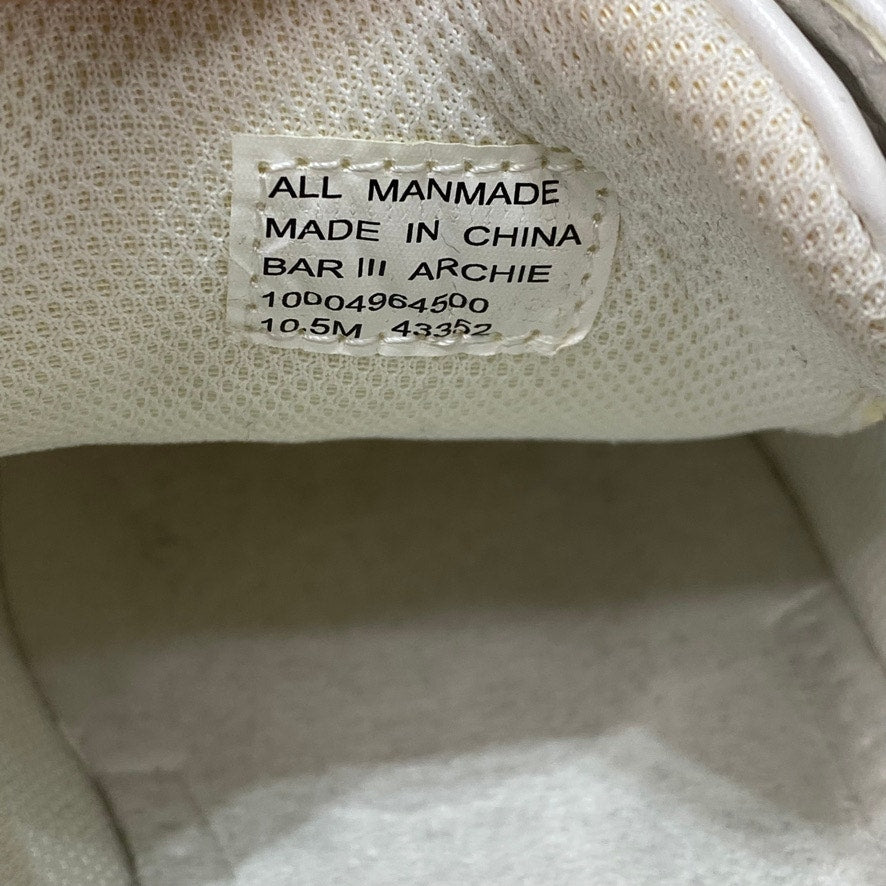 ALL MANMADE
MADE IN CHINA
BAR III ARCHIE
10004964500
10.5M 43352